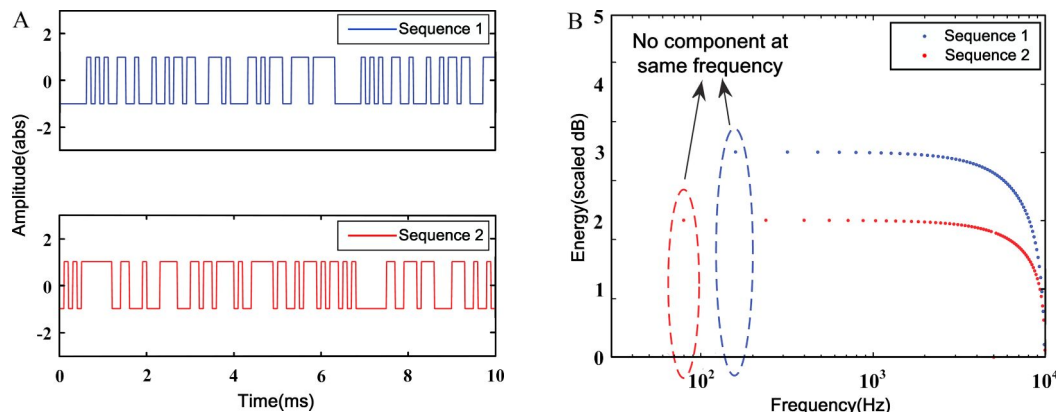 A
2
0
-2
Sequence 1
2
0
-2
Sequence 2
0
2
4
6
8
10
Time(ms)
Amplitude(abs)
B
5
4
3
2
1
0
Energy(scaled dB)
No component at
same frequency
Sequence 1
Sequence 2
10²
10³
10⁴
Frequency(Hz)